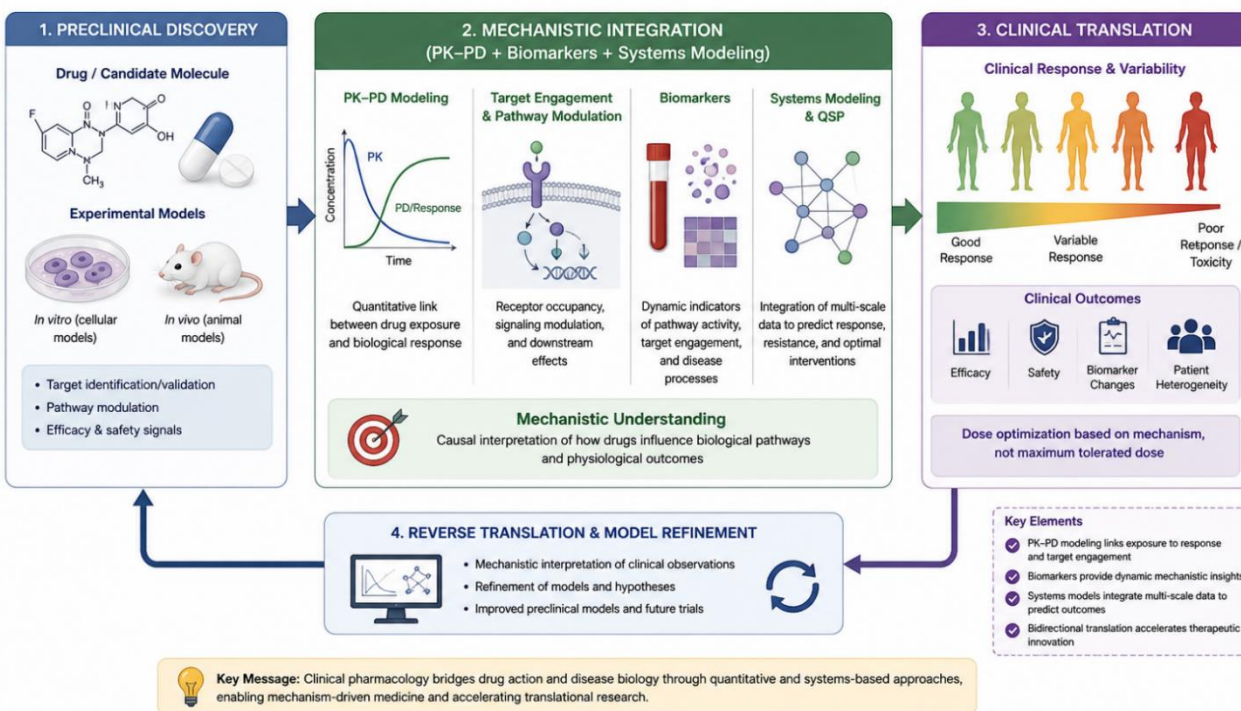 1. PRECLINICAL DISCOVERY
Drug / Candidate Molecule
F
O
N
N
N
N
CH₃
O
OH
Experimental Models
In vitro (cellular
models)
In vivo (animal
models)
• Target identification/validation
• Pathway modulation
• Efficacy & safety signals
2. MECHANISTIC INTEGRATION
(PK–PD + Biomarkers + Systems Modeling)
PK–PD Modeling
Concentration
PK
PD/Response
Time
Quantitative link
between drug exposure
and biological response
Target Engagement
& Pathway Modulation
Receptor occupancy,
signaling modulation,
and downstream
effects
Biomarkers
Dynamic indicators
of pathway activity,
target engagement,
and disease
processes
Systems Modeling
& QSP
Integration of multi-scale
data to predict response,
resistance, and optimal
interventions
Mechanistic Understanding
Causal interpretation of how drugs influence biological pathways
and physiological outcomes
3. CLINICAL TRANSLATION
Clinical Response & Variability
Good
Response
Variable
Response
Poor
Response /
Toxicity
Clinical Outcomes
Efficacy
Safety
Biomarker
Changes
Patient
Heterogeneity
Dose optimization based on mechanism,
not maximum tolerated dose
4. REVERSE TRANSLATION & MODEL REFINEMENT
• Mechanistic interpretation of clinical observations
• Refinement of models and hypotheses
• Improved preclinical models and future trials
Key Elements
PK–PD modeling links exposure to response
and target engagement
Biomarkers provide dynamic mechanistic insights
Systems models integrate multi-scale data to
predict outcomes
Bidirectional translation accelerates therapeutic
innovation
Key Message: Clinical pharmacology bridges drug action and disease biology through quantitative and systems-based approaches,
enabling mechanism-driven medicine and accelerating translational research.